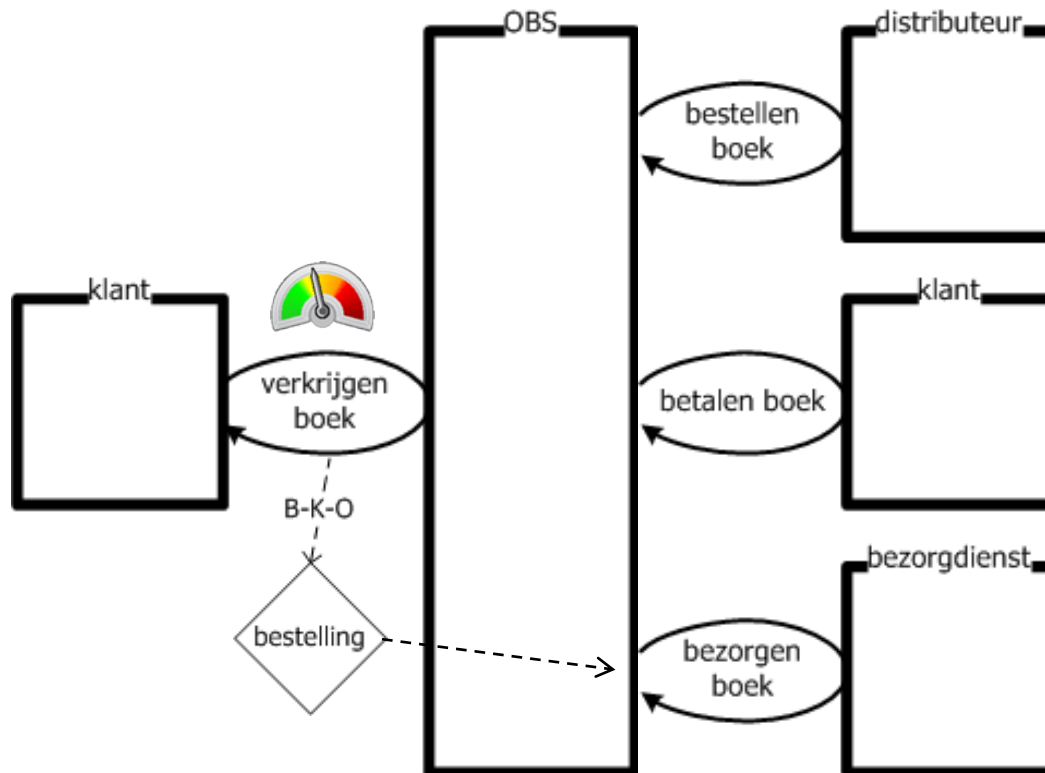 OBS
distributeur
bestellen
boek
klant
verkrijgen
boek
B-K-O
bestelling
klant
betalen boek
bezorgdienst
bezorgen
boek